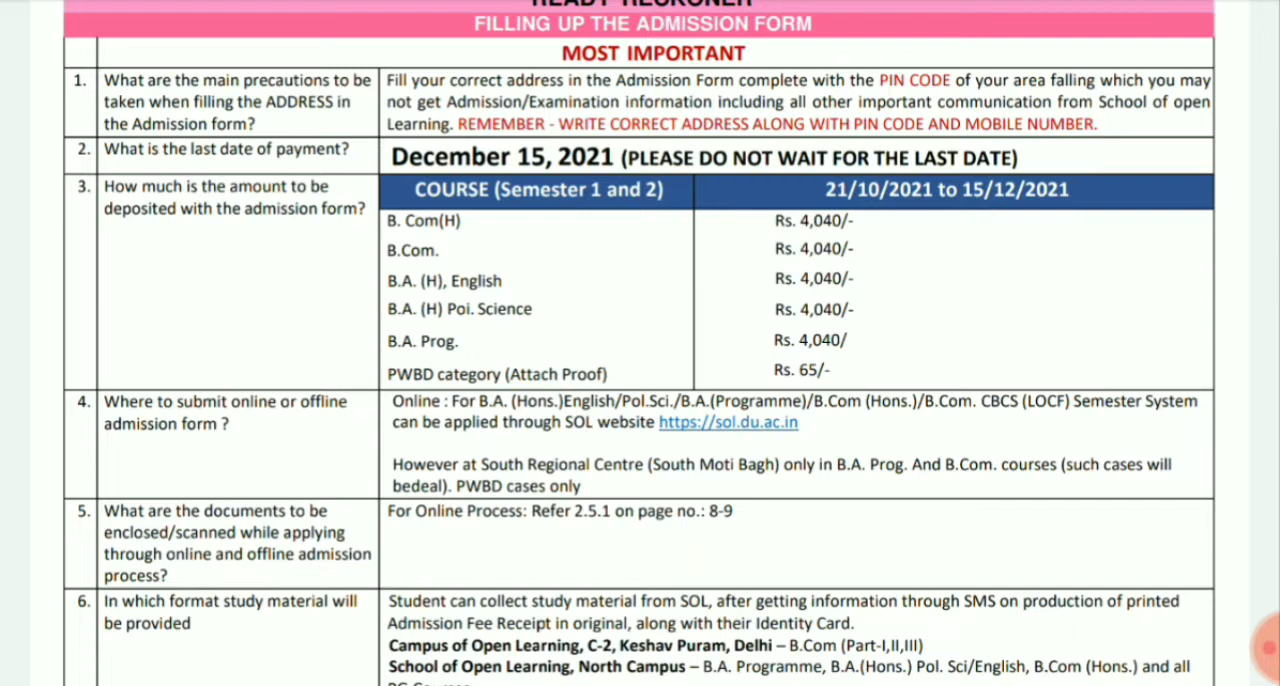 READY RECKONER
FILLING UP THE ADMISSION FORM
MOST IMPORTANT
1. What are the main precautions to be
taken when filling the ADDRESS in
the Admission form?
Fill your correct address in the Admission Form complete with the PIN CODE of your area falling which you may
not get Admission/Examination information including all other important communication from School of open
Learning. REMEMBER - WRITE CORRECT ADDRESS ALONG WITH PIN CODE AND MOBILE NUMBER.
2. What is the last date of payment?
December 15, 2021 (PLEASE DO NOT WAIT FOR THE LAST DATE)
3. How much is the amount to be
deposited with the admission form?
COURSE (Semester 1 and 2) 21/10/2021 to 15/12/2021
B. Com(H) Rs. 4,040/-
B.Com. Rs. 4,040/-
B.A. (H), English Rs. 4,040/-
B.A. (H) Poi. Science Rs. 4,040/-
B.A. Prog. Rs. 4,040/
PWBD category (Attach Proof) Rs. 65/-
4. Where to submit online or offline
admission form ?
Online : For B.A. (Hons.)English/Pol.Sci./B.A.(Programme)/B.Com (Hons.)/B.Com. CBCS (LOCF) Semester System
can be applied through SOL website https://sol.du.ac.in
However at South Regional Centre (South Moti Bagh) only in B.A. Prog. And B.Com. courses (such cases will
bedeal). PWBD cases only
5. What are the documents to be
enclosed/scanned while applying
through online and offline admission
process?
For Online Process: Refer 2.5.1 on page no.: 8-9
6. In which format study material will
be provided
Student can collect study material from SOL, after getting information through SMS on production of printed
Admission Fee Receipt in original, along with their Identity Card.
Campus of Open Learning, C-2, Keshav Puram, Delhi – B.Com (Part-I,II,III)
School of Open Learning, North Campus – B.A. Programme, B.A.(Hons.) Pol. Sci/English, B.Com (Hons.) and all